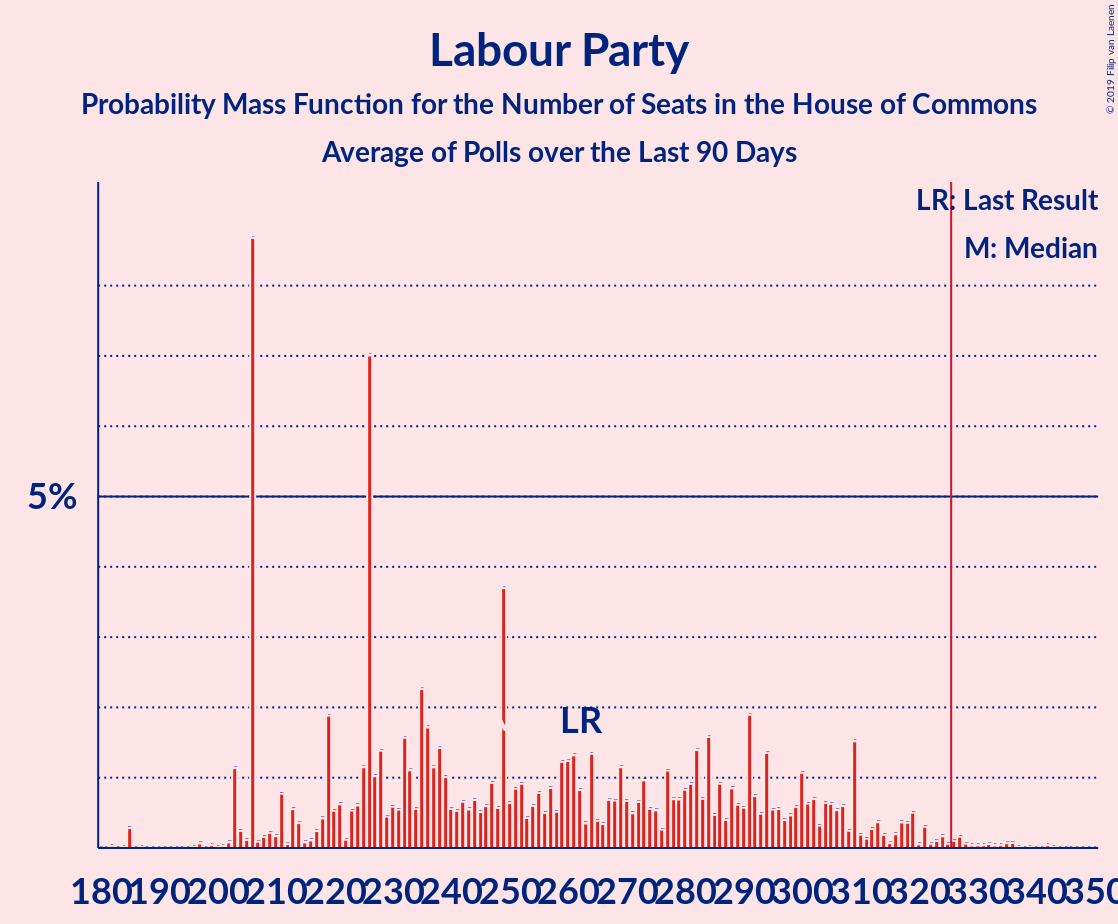 Labour Party
Probability Mass Function for the Number of Seats in the House of Commons
Average of Polls over the Last 90 Days
© 2019 Filip van Laenen
LR: Last Result
M: Median
5%
LR
180 190 200 210 220 230 240 250 260 270 280 290 300 310 320 330 340 350